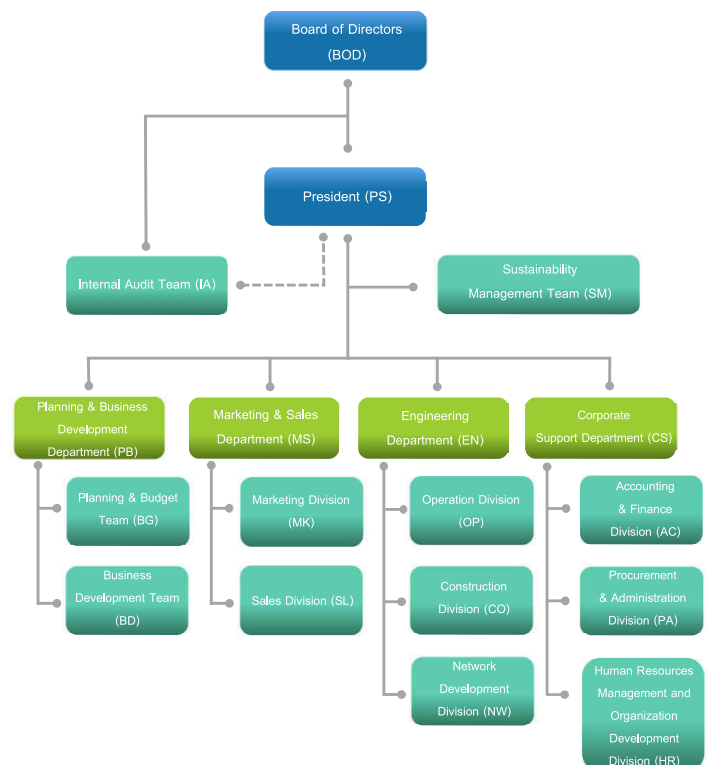 Board of Directors
(BOD)
President (PS)
Internal Audit Team (IA)
Sustainability
Management Team (SM)
Planning & Business
Development
Department (PB)
Marketing & Sales
Department (MS)
Engineering
Department (EN)
Corporate
Support Department (CS)
Planning & Budget
Team (BG)
Business
Development Team
(BD)
Marketing Division
(MK)
Sales Division (SL)
Operation Division
(OP)
Construction
Division (CO)
Network
Development
Division (NW)
Accounting
& Finance
Division (AC)
Procurement
& Administration
Division (PA)
Human Resources
Management and
Organization
Development
Division (HR)